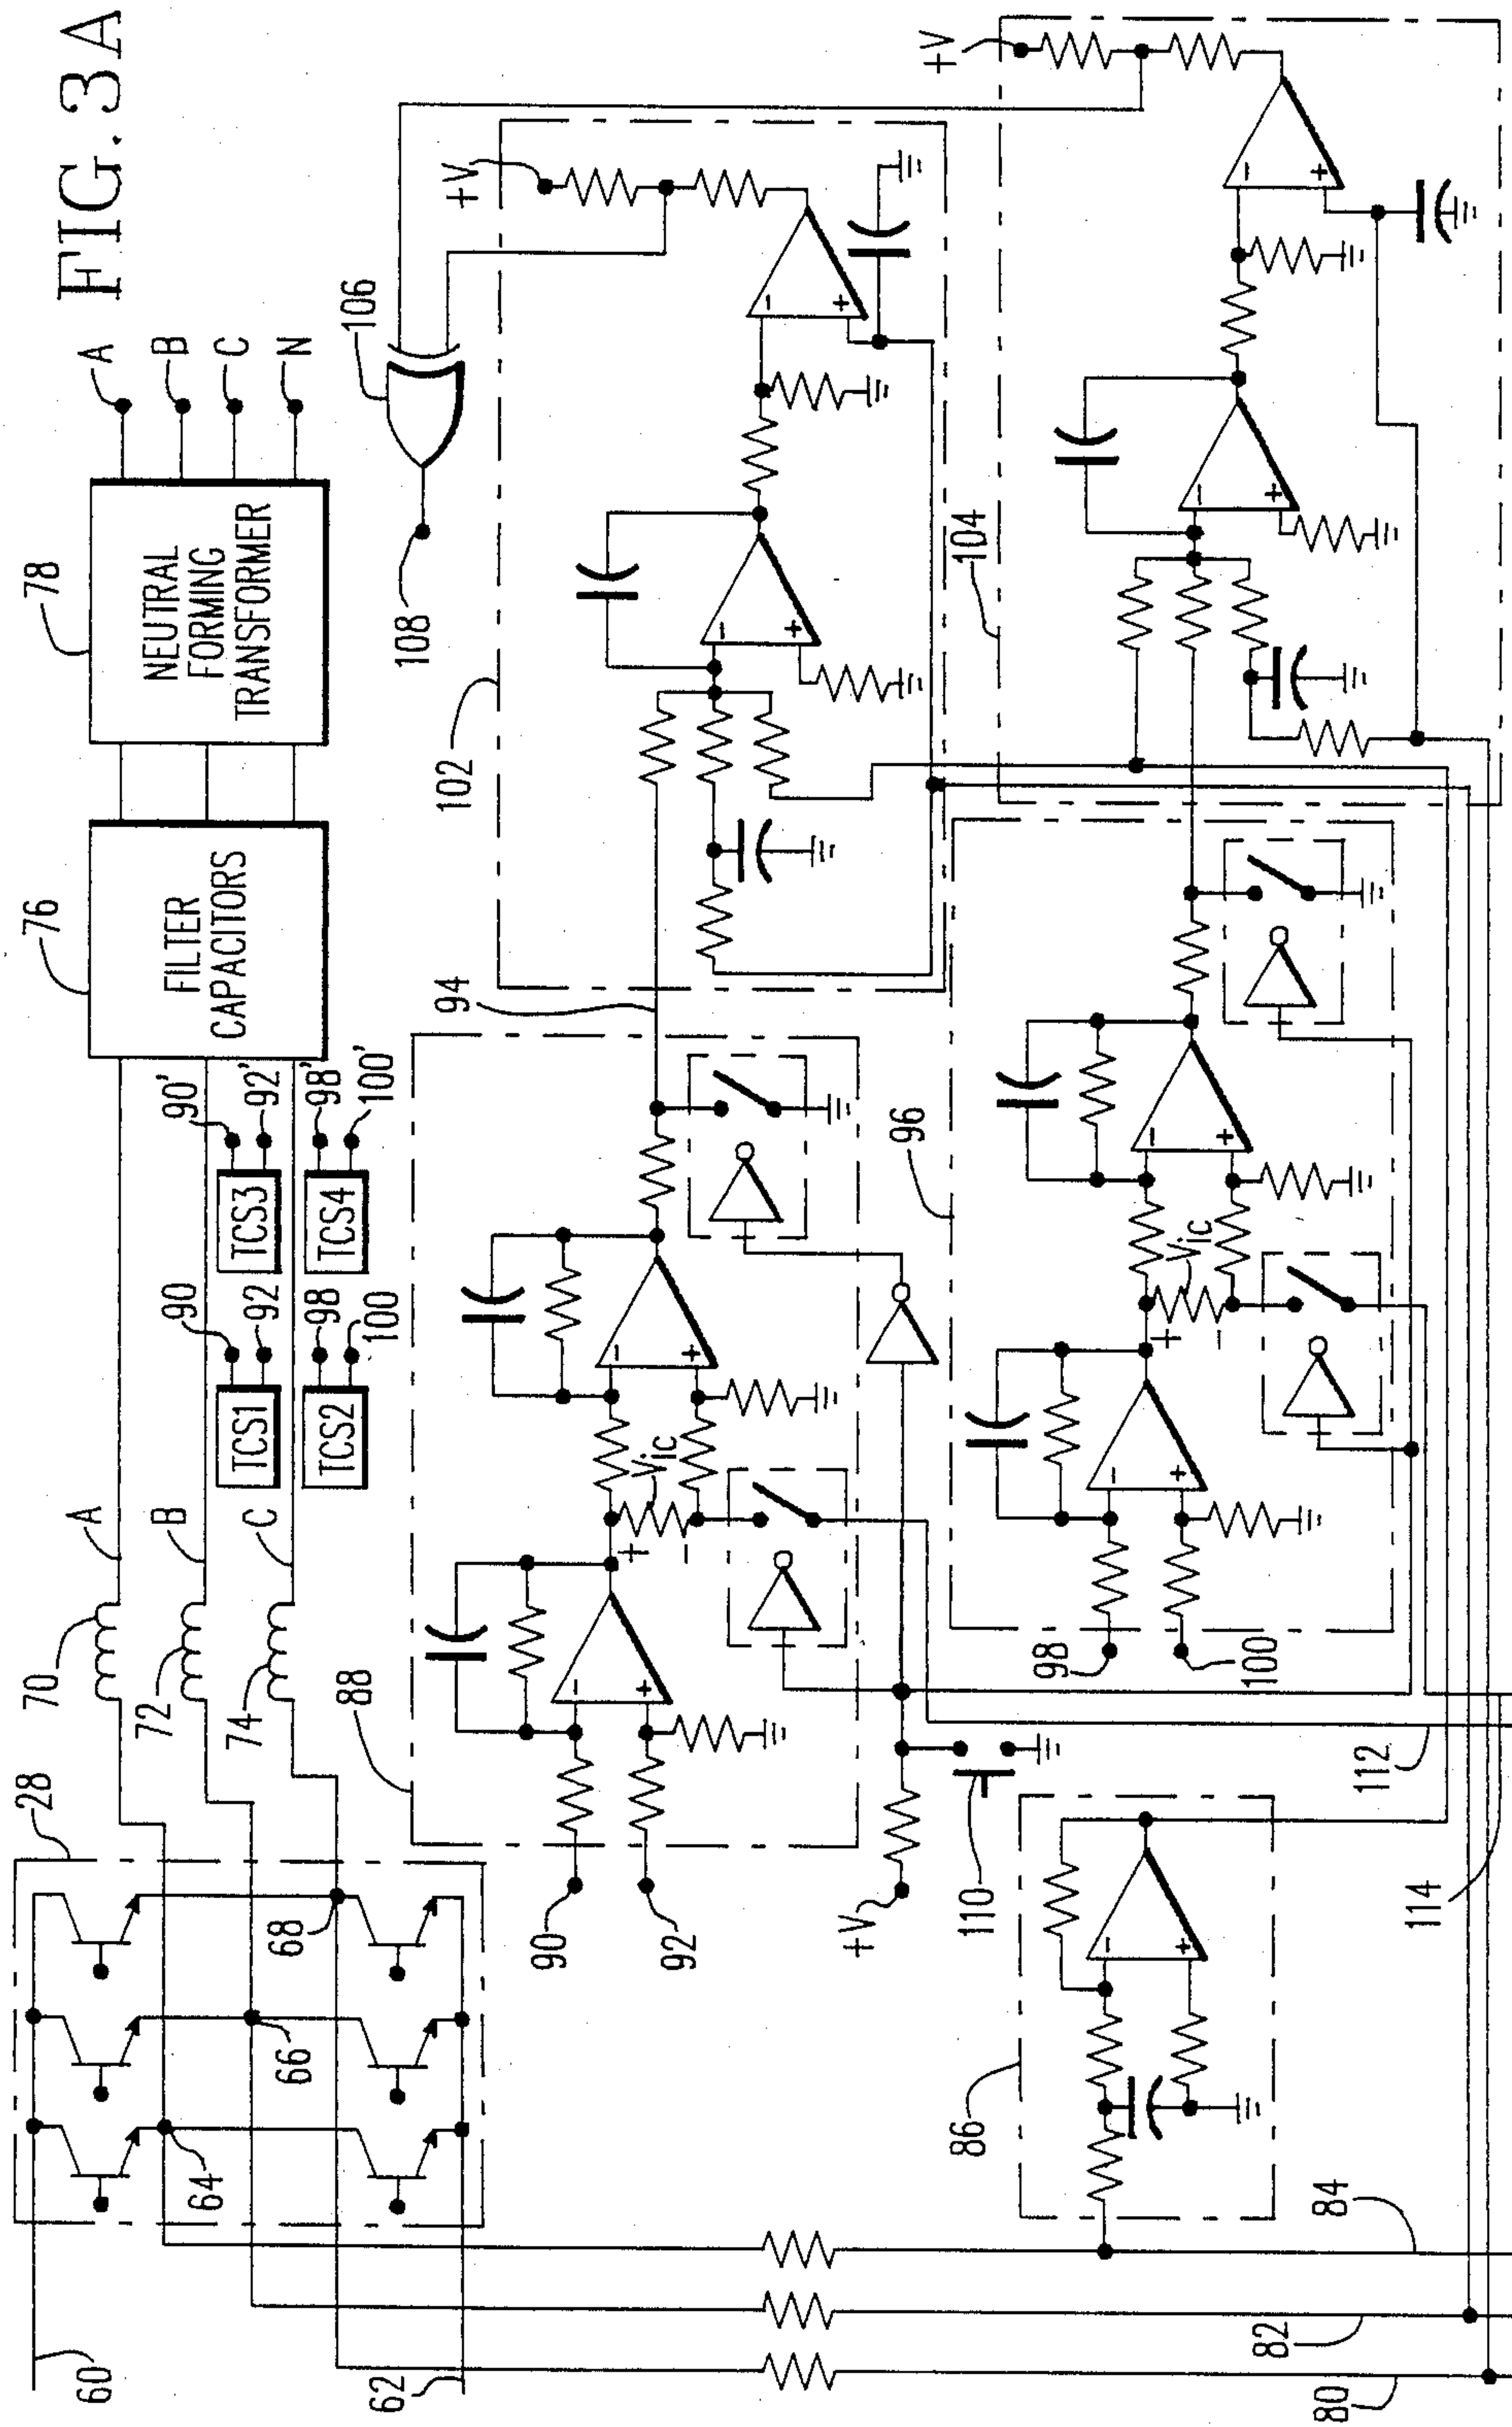 FIG. 3A
28
60
62
64
66
68
70
72
74
A
B
C
76
FILTER
CAPACITORS
78
NEUTRAL
FORMING
TRANSFORMER
A
B
C
N
TCS1
90
92
TCS3
90'
92'
TCS2
98
100
TCS4
98'
100'
106
108
88
90
92
-
+
+
-
Vic
-
+
94
102
-
+
-
+
+V
+V
110
96
98
100
-
+
+
-
Vic
-
+
104
-
+
-
+
+V
86
-
+
80
82
84
114
112